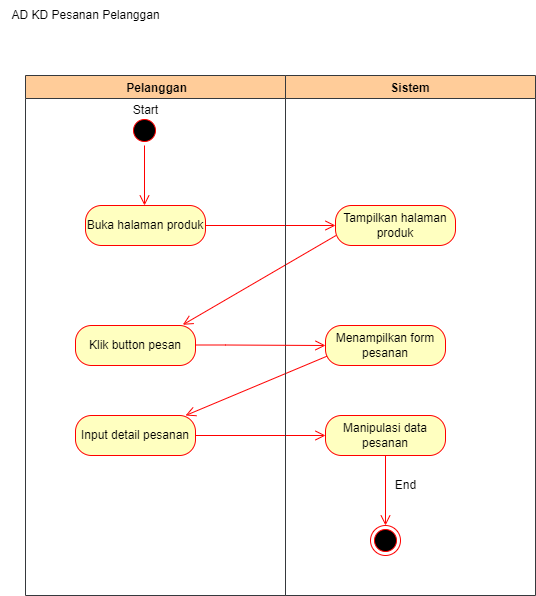 AD KD Pesanan Pelanggan
Pelanggan
Sistem
Start
Buka halaman produk
Tampilkan halaman
produk
Klik button pesan
Menampilkan form
pesanan
Input detail pesanan
Manipulasi data
pesanan
End